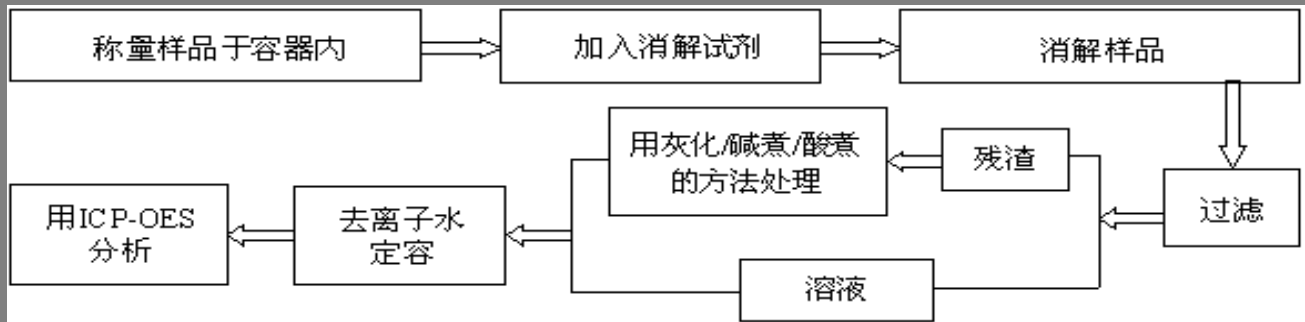 称量样品于容器内
加入消解试剂
消解样品
过滤
残渣
用灰化/碱煮/酸煮
的方法处理
溶液
去离子水
定容
用ICP-OES
分析